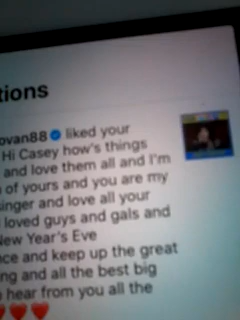 tions
ovan88 liked your
Hi Casey how's things
and love them all and I'm
of yours and you are my
inger and love all your
loved guys and gals and
New Year's Eve
ce and keep up the great
ng and all the best big
hear from you all the